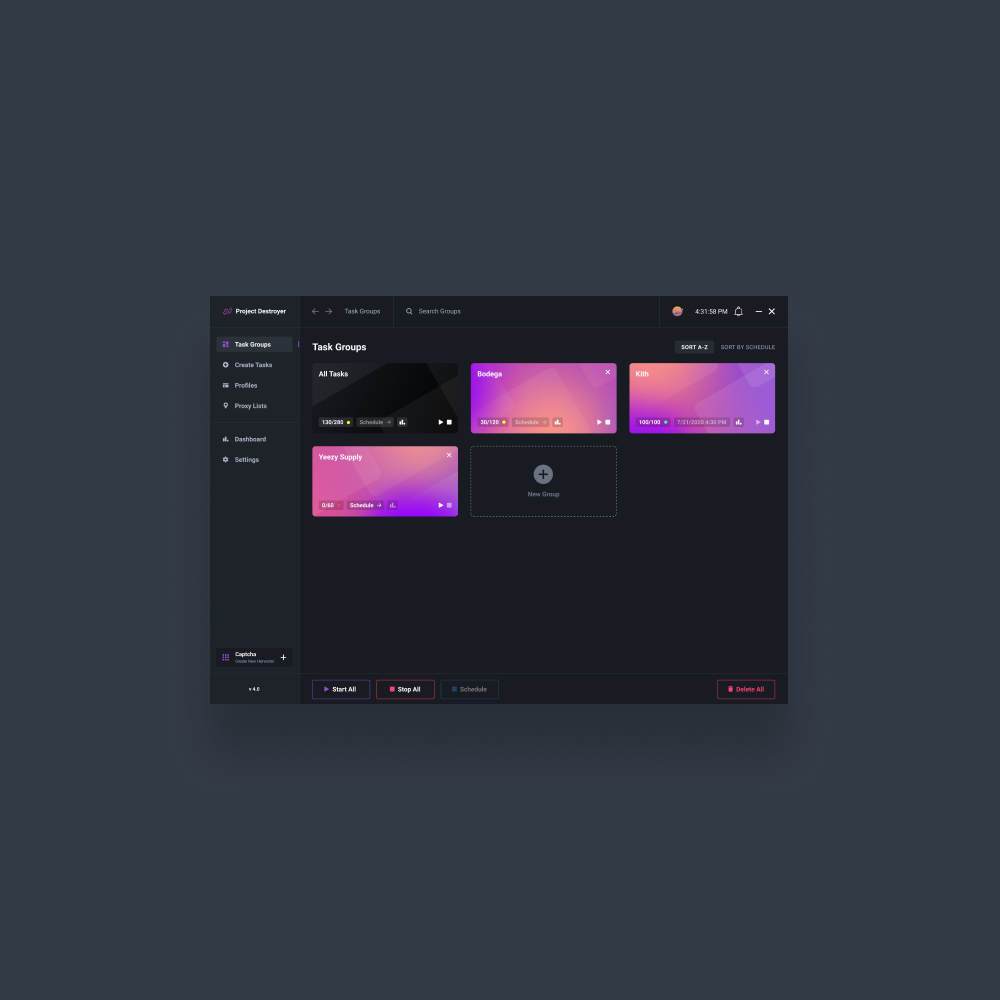 Project Destroyer
Task Groups
Search Groups
4:31:58 PM
Task Groups
Create Tasks
Profiles
Proxy Lists
Dashboard
Settings
Captcha
Create New Harvester
v 4.0
Task Groups
SORT A-Z
SORT BY SCHEDULE
All Tasks
130/280
Schedule
Bodega
30/120
Schedule
Kith
100/100
7/31/2020 4:38 PM
Yeezy Supply
0/60
Schedule
New Group
Start All
Stop All
Schedule
Delete All